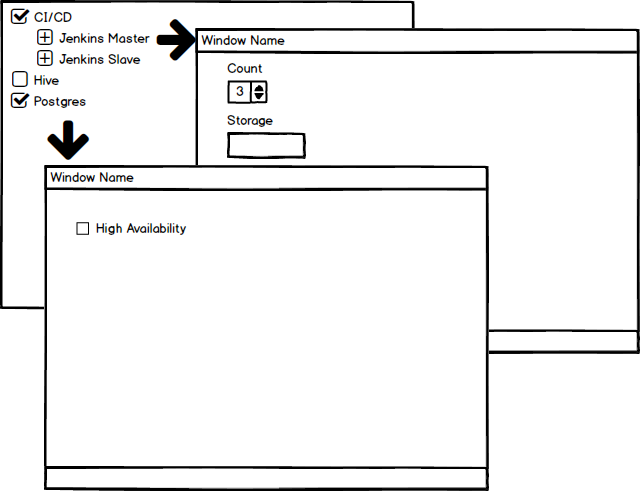 CI/CD
Jenkins Master
Jenkins Slave
Hive
Postgres
Window Name
Count
3
Storage
Window Name
High Availability